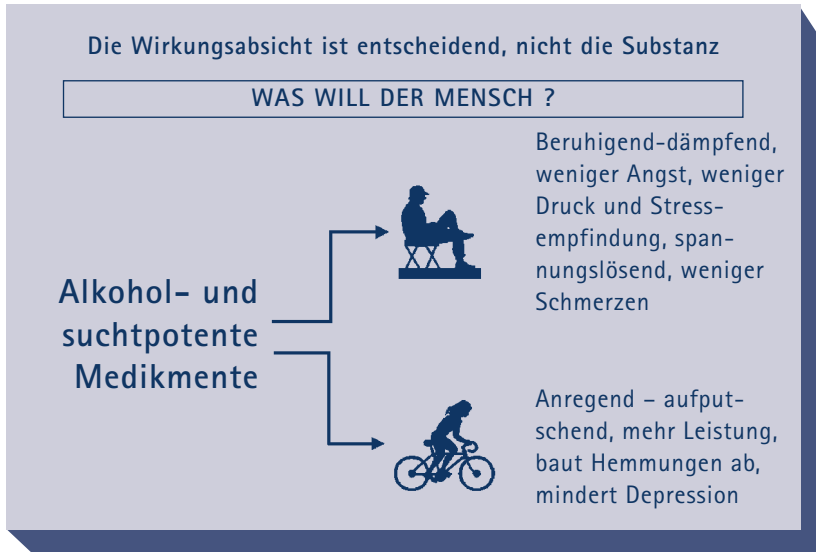 Die Wirkungsabsicht ist entscheidend, nicht die Substanz
WAS WILL DER MENSCH ?
Beruhigend-dämpfend,
weniger Angst, weniger
Druck und Stress-
empfindung, span-
nungslösend, weniger
Schmerzen
Alkohol- und
suchtpotente
Medikmente
Anregend – aufput-
schend, mehr Leistung,
baut Hemmungen ab,
mindert Depression